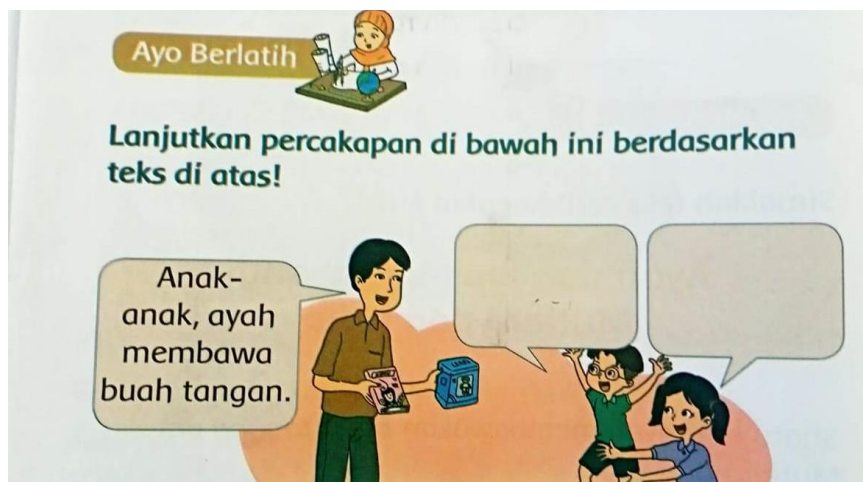 Ayo Berlatih
Lanjutkan percakapan di bawah ini berdasarkan
teks di atas!
Anak-
anak, ayah
membawa
buah tangan.